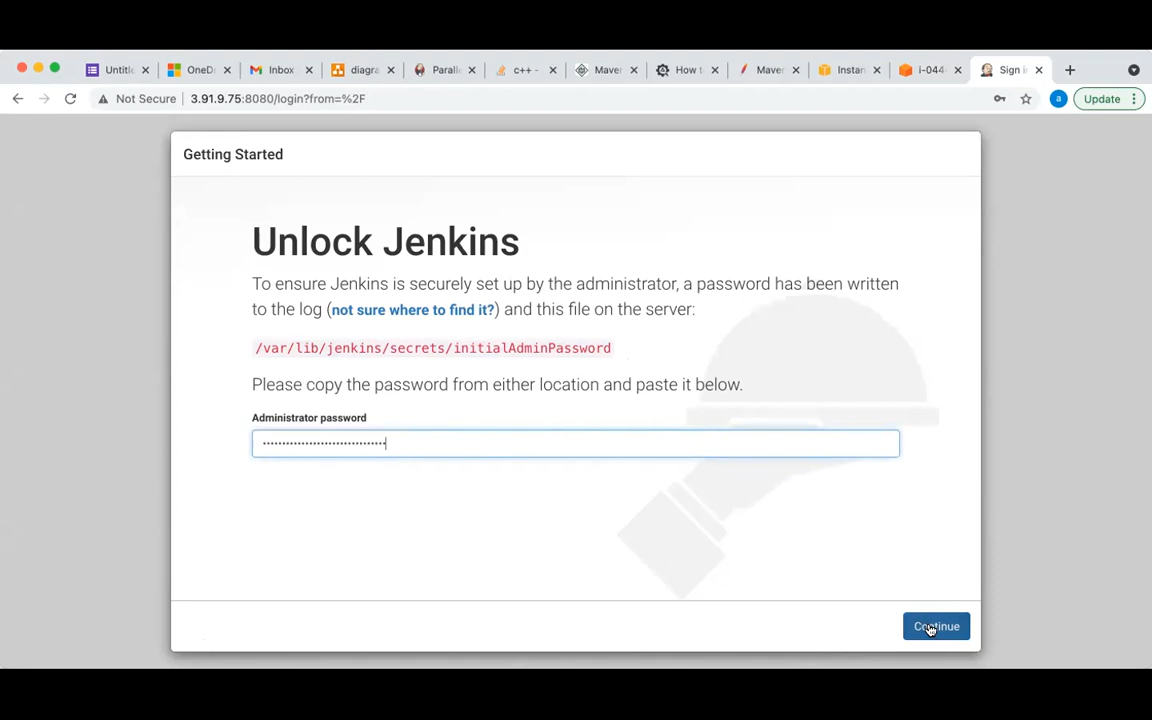 Untitl
OneD
Inbox
diagra
Paralle
c++ -
Maver
How t
Maver
Instan
i-044
Sign i
Not Secure
3.91.9.75:8080/login?from=%2F
a
Update
Getting Started
Unlock Jenkins
To ensure Jenkins is securely set up by the administrator, a password has been written
to the log (not sure where to find it?) and this file on the server:
/var/lib/jenkins/secrets/initialAdminPassword
Please copy the password from either location and paste it below.
Administrator password
Continue